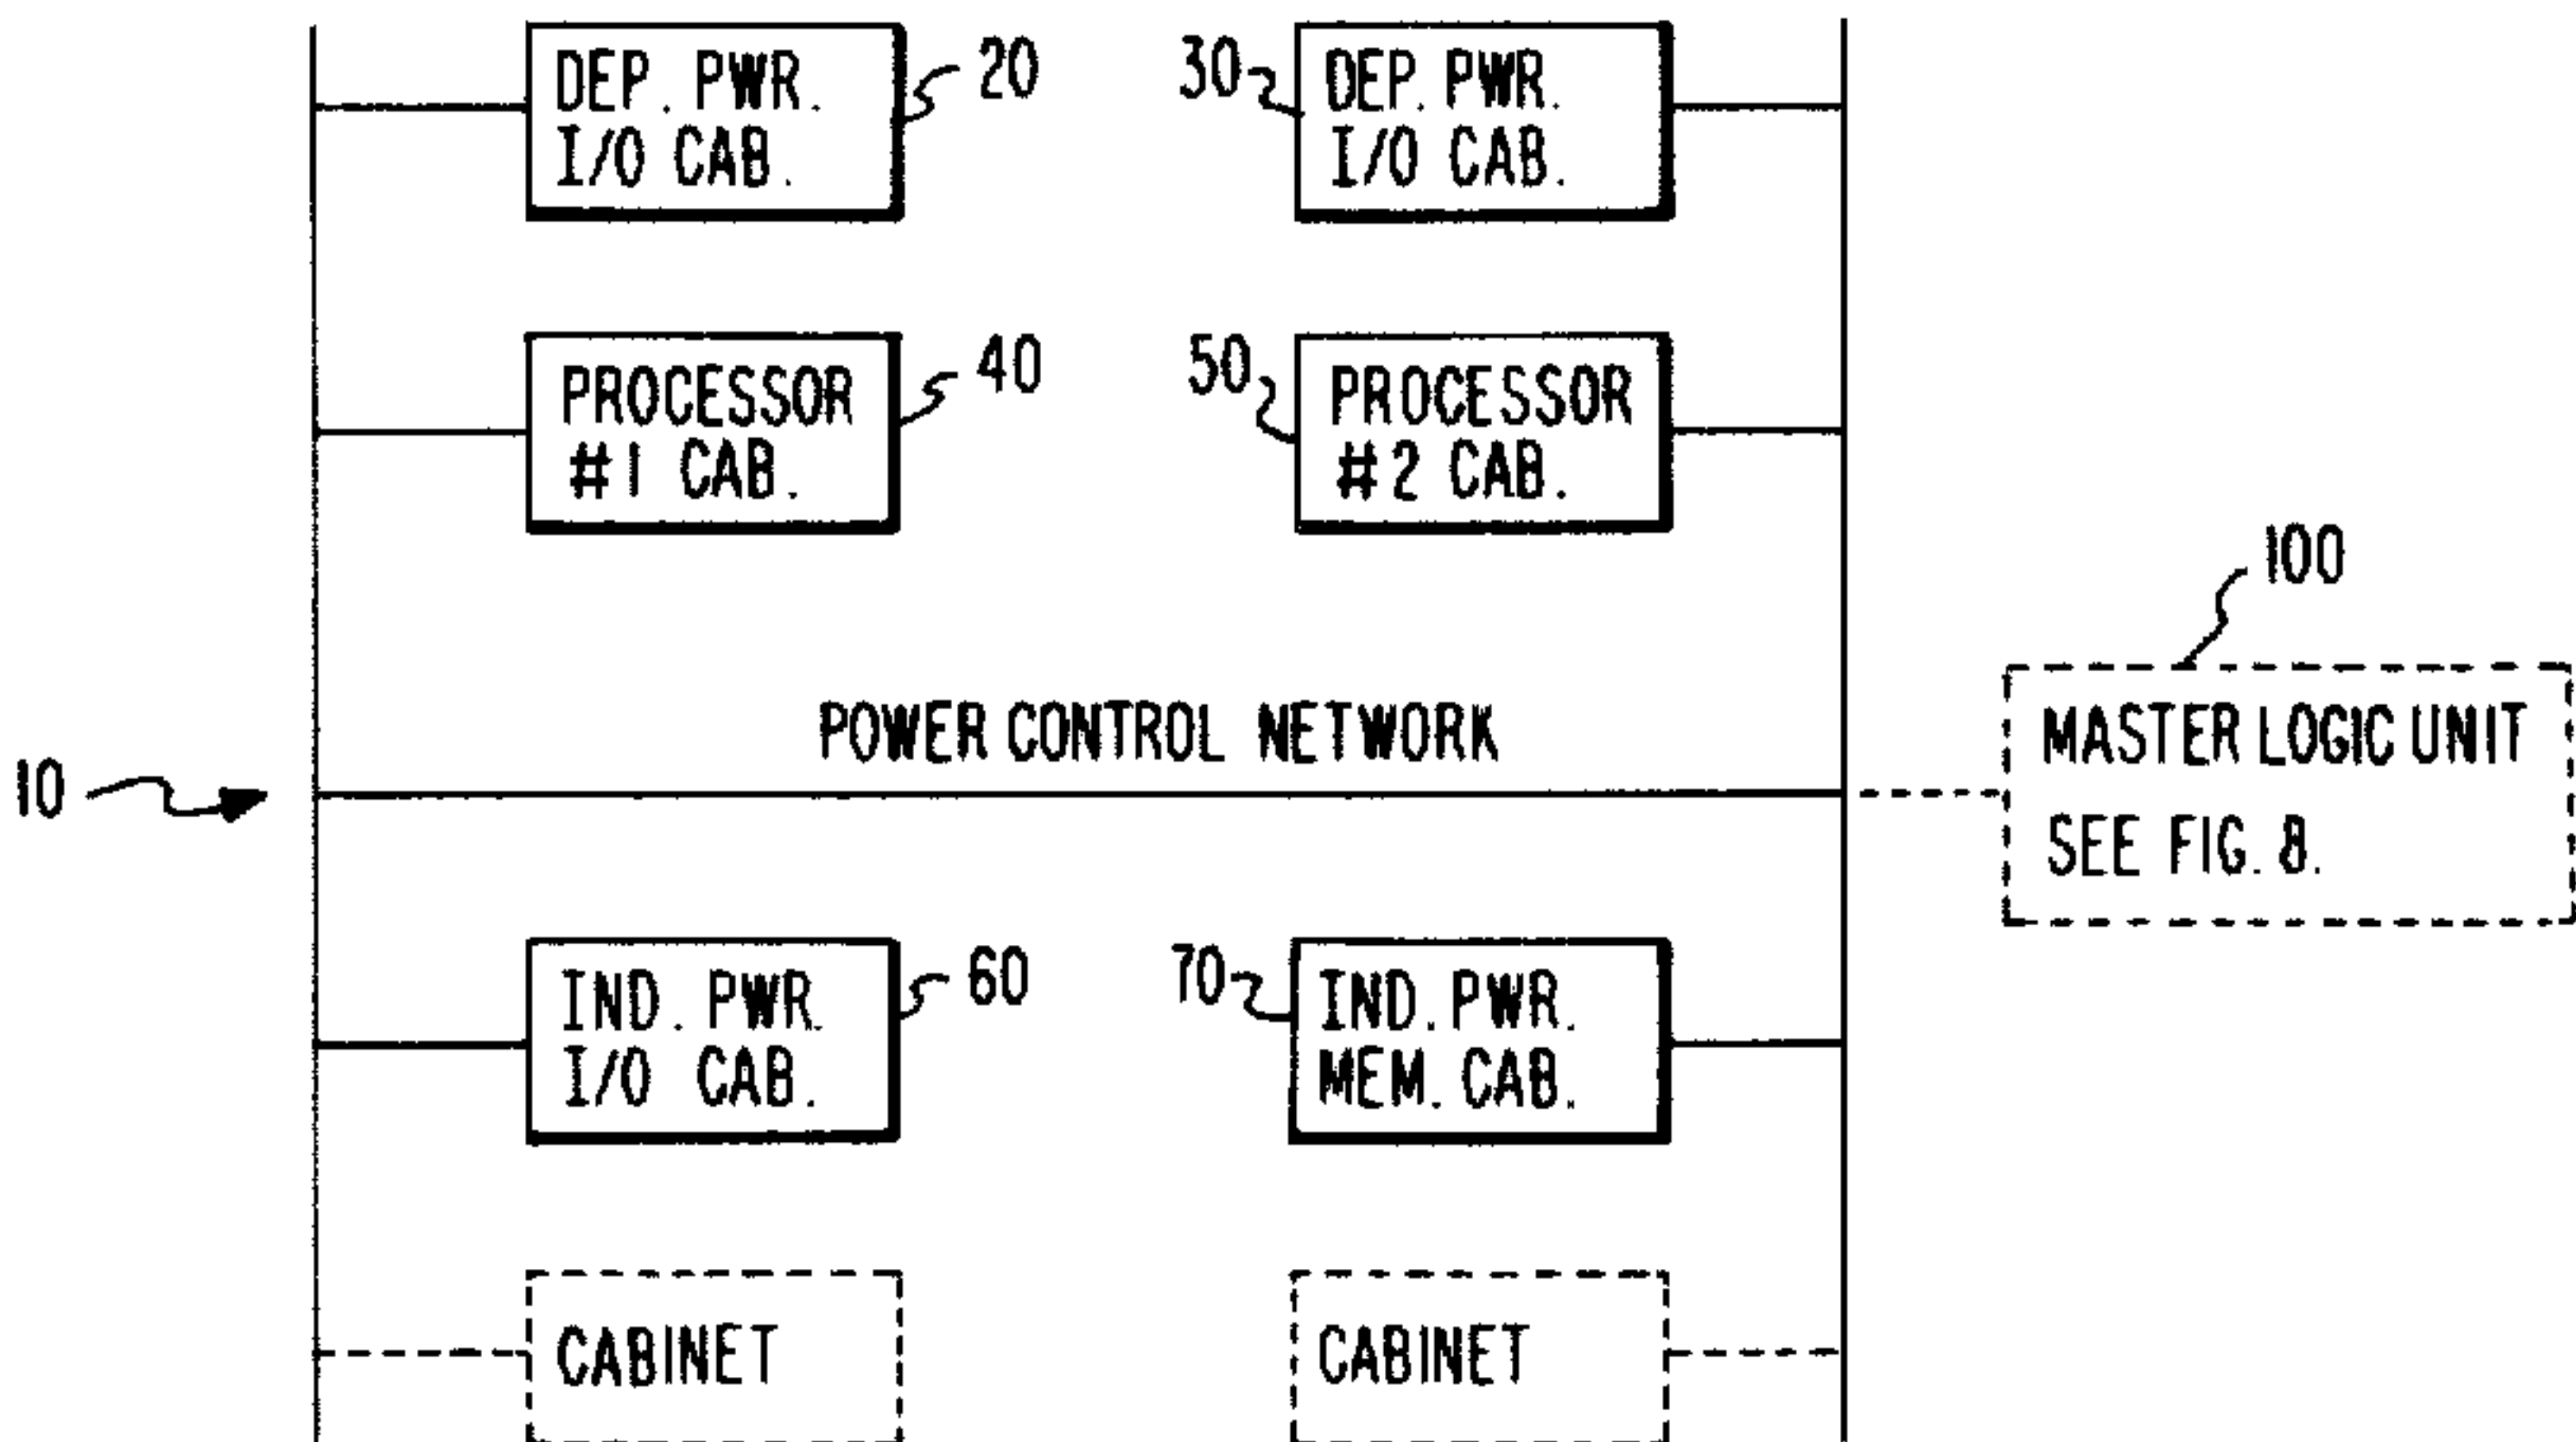 DEP. PWR.
I/O CAB.
20
30
DEP. PWR.
I/O CAB.
PROCESSOR
#1 CAB.
40
50
PROCESSOR
#2 CAB.
100
POWER CONTROL NETWORK
MASTER LOGIC UNIT
SEE FIG. 8.
10
IND. PWR.
I/O CAB.
60
70
IND. PWR.
MEM. CAB.
CABINET
CABINET